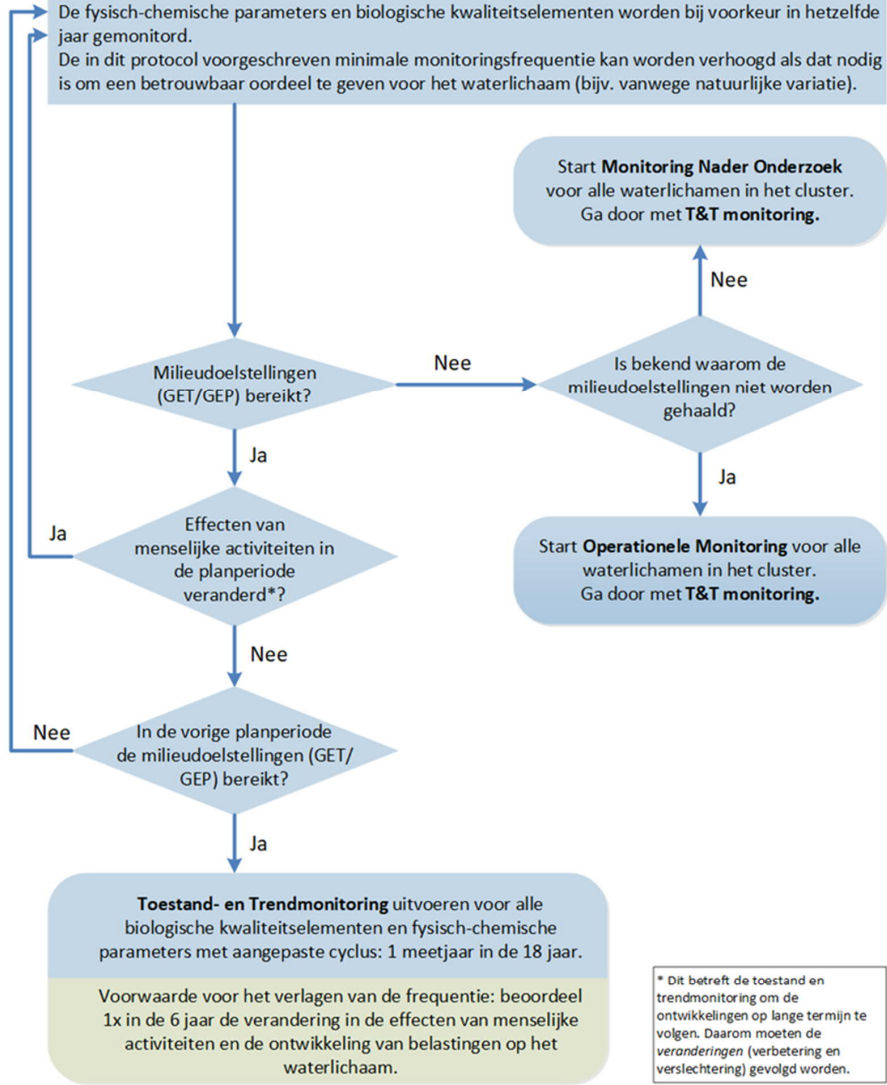 De fysisch-chemische parameters en biologische kwaliteitselementen worden bij voorkeur in hetzelfde
jaar gemonitord.
De in dit protocol voorgeschreven minimale monitoringsfrequentie kan worden verhoogd als dat nodig
is om een betrouwbaar oordeel te geven voor het waterlichaam (bijv. vanwege natuurlijke variatie).
Start Monitoring Nader Onderzoek
voor alle waterlichamen in het cluster.
Ga door met T&T monitoring.
Nee
Milieudoelstellingen
(GET/GEP) bereikt?
Nee
Is bekend waarom de
milieudoelstellingen niet worden
gehaald?
Ja
Ja
Ja
Effecten van
menselijke activiteiten in
de planperiode
veranderd*?
Start Operationele Monitoring voor alle
waterlichamen in het cluster.
Ga door met T&T monitoring.
Nee
Nee
In de vorige planperiode
de milieudoelstellingen (GET/
GEP) bereikt?
Ja
Toestand- en Trendmonitoring uitvoeren voor alle
biologische kwaliteitselementen en fysisch-chemische
parameters met aangepaste cyclus: 1 meetjaar in de 18 jaar.
Voorwaarde voor het verlagen van de frequentie: beoordeel
1x in de 6 jaar de verandering in de effecten van menselijke
activiteiten en de ontwikkeling van belastingen op het
waterlichaam.
* Dit betreft de toestand en
trendmonitoring om de
ontwikkelingen op lange termijn te
volgen. Daarom moeten de
veranderingen (verbetering en
verslechtering) gevolgd worden.